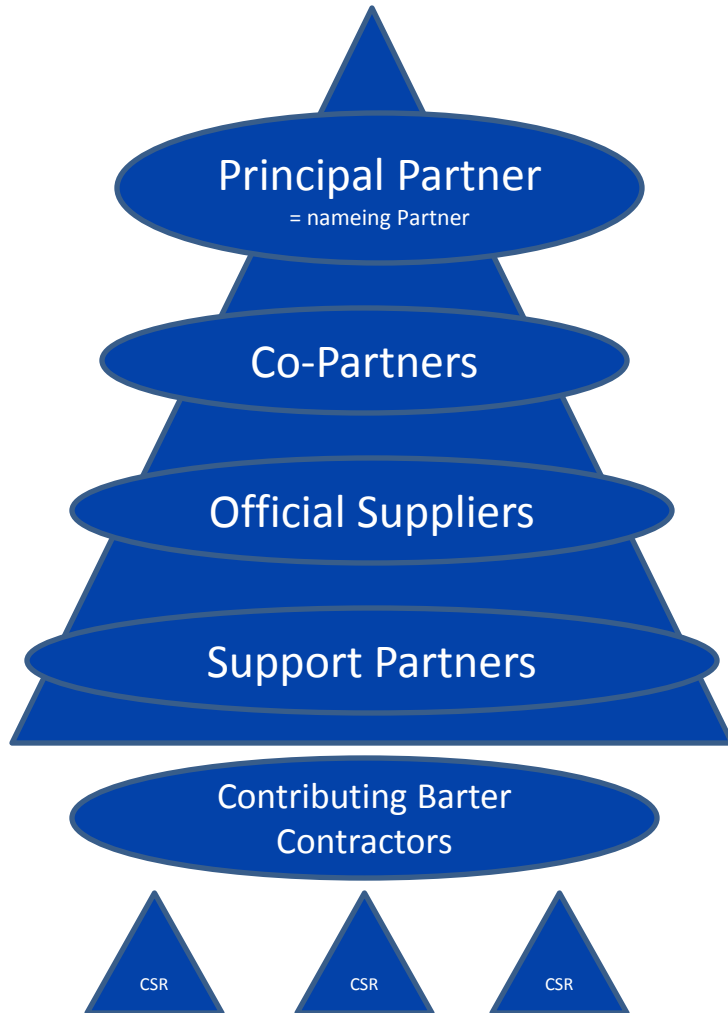 Principal Partner
= nameing Partner
Co-Partners
Official Suppliers
Support Partners
Contributing Barter
Contractors
CSR
CSR
CSR